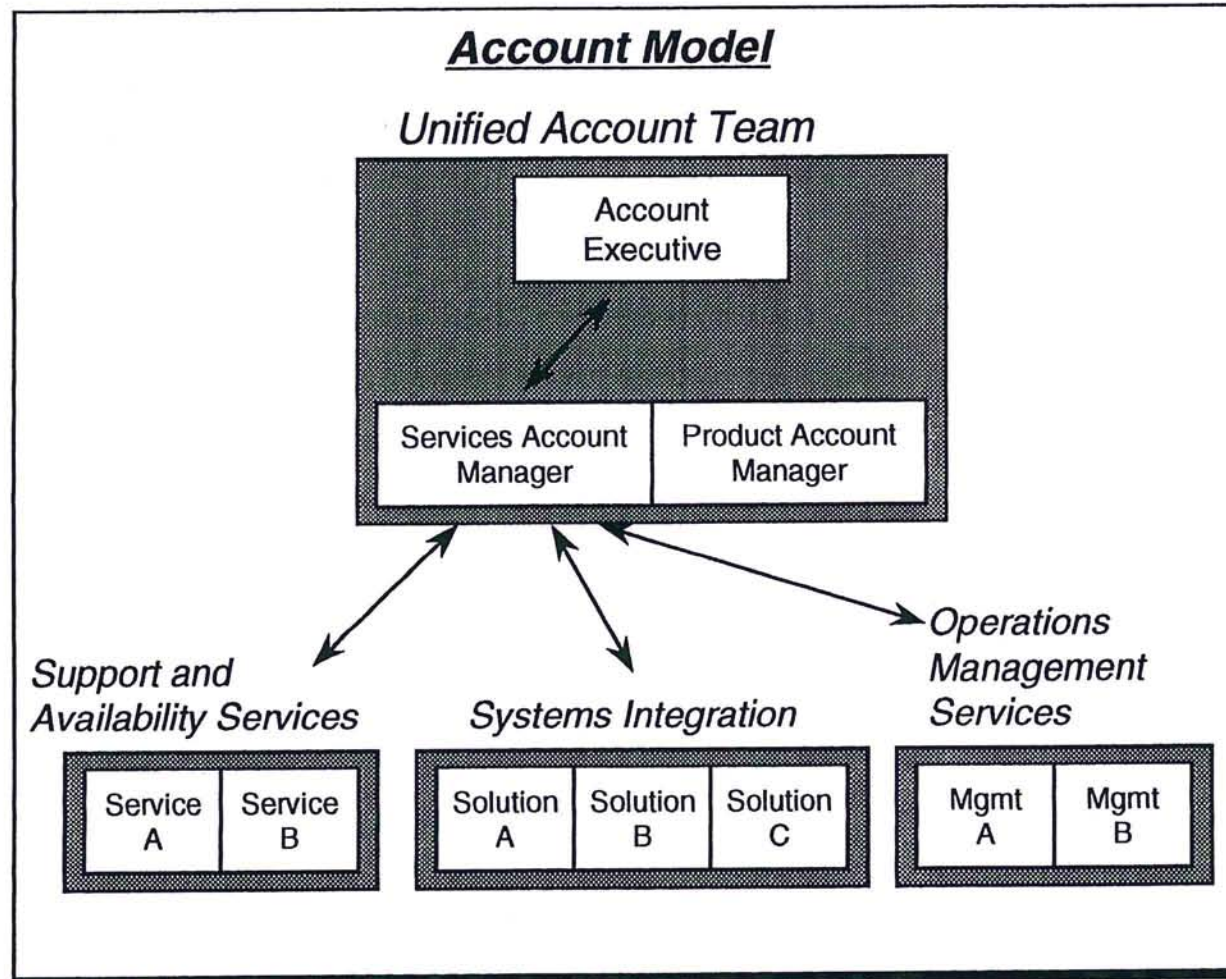 Account Model
Unified Account Team
Account
Executive
Services Account
Manager
Product Account
Manager
Support and
Availability Services
Service
A
Service
B
Systems Integration
Solution
A
Solution
B
Solution
C
Operations
Management
Services
Mgmt
A
Mgmt
B